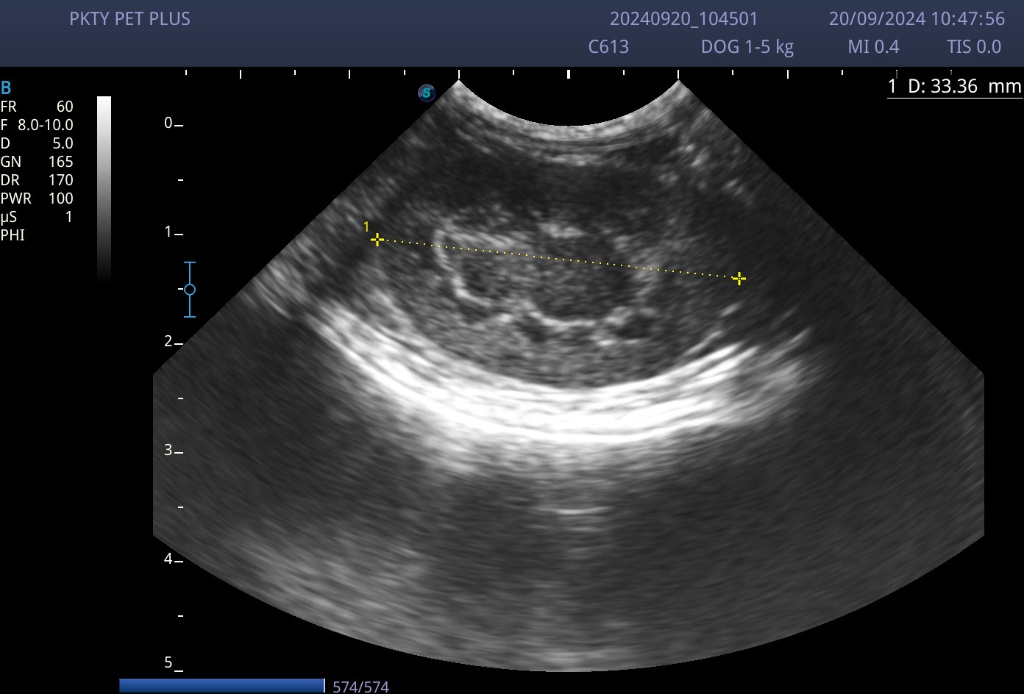 PKTY PET PLUS
20240920_104501
20/09/2024 10:47:56
C613
DOG 1-5 kg
MI 0.4
TIS 0.0
B
S
1 D: 33.36 mm
FR 60
F 8.0-10.0
D 5.0
GN 165
DR 170
PWR 100
µS 1
PHI
0
1
1
2
3
4
5
574/574